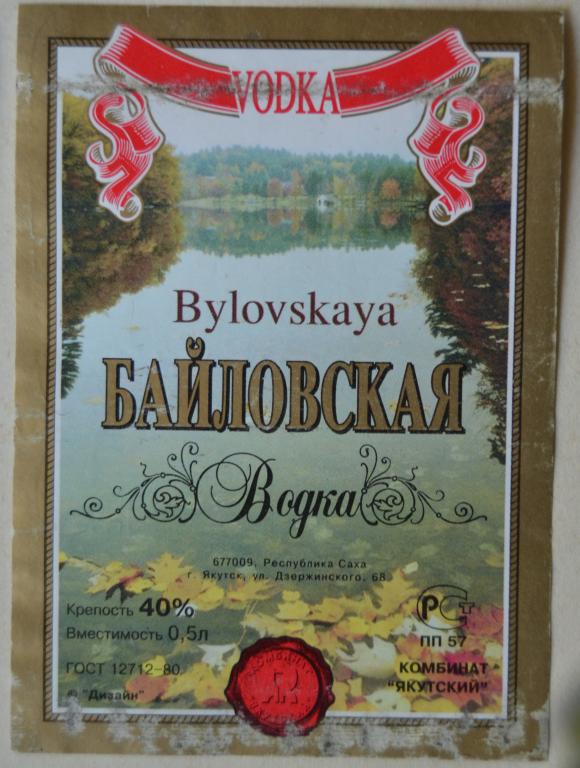 VODKA
Bylovskaya
БАЙЛОВСКАЯ
Водка
677009, Республика Саха
г. Якутск, ул. Дзержинского, 68
Крепость 40%
Вместимость 0,5л
ГОСТ 12712-80
© "Дизайн"
РСТ
ПП 57
КОМБИНАТ
"ЯКУТСКИЙ"